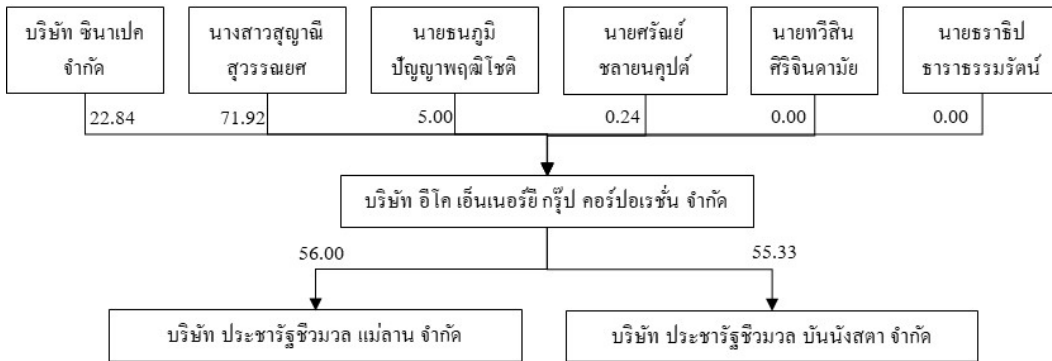 บริษัท ซินาเปค
จำกัด
นางสาวสุญาณี
สุวรรณยศ
นายธนภูมิ
ปัญญาพฤฒิโชติ
นายศรัณย์
ชลายนคุปต์
นายทวีสิน
ศิริจินดามัย
นายธราธิป
ธาราธรรมรัตน์
22.84 71.92 5.00 0.24 0.00 0.00
บริษัท อีโค เอ็นเนอร์ยี กรุ๊ป คอร์ปอเรชั่น จำกัด
56.00 55.33
บริษัท ประชารัฐชีวมวล แม่ลาน จำกัด
บริษัท ประชารัฐชีวมวล บันนังสตา จำกัด